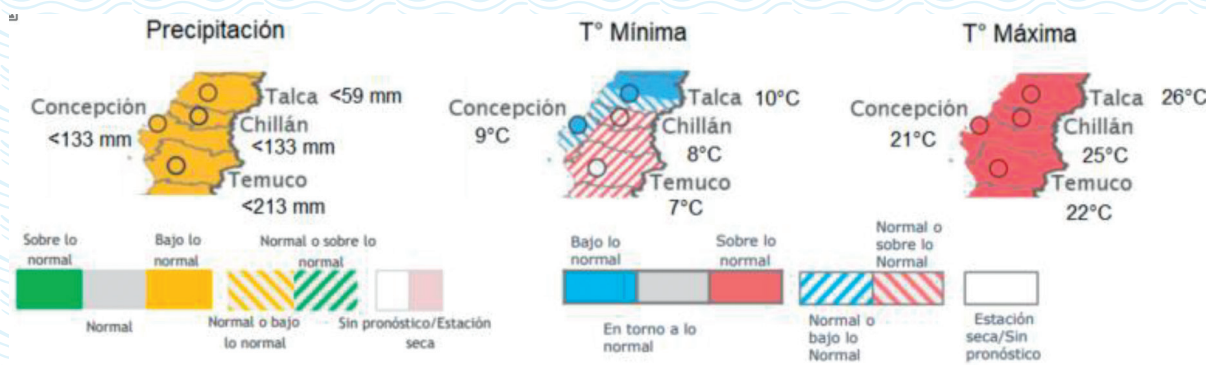 Precipitación
T° Mínima
T° Máxima
Concepción
<133 mm
Talca <59 mm
Chillán
<133 mm
Temuco
<213 mm
Concepción
9°C
Talca 10°C
Chillán
8°C
Temuco
7°C
Concepción
21°C
Talca 26°C
Chillán
25°C
Temuco
22°C
Sobre lo
normal
Bajo lo
normal
Normal o sobre lo
normal
Normal
Normal o bajo
lo normal
Sin pronóstico/Estación
seca
Bajo lo
normal
Sobre lo
normal
Normal o
sobre lo
Normal
En torno a lo
normal
Normal o
bajo lo
Normal
Estación
seca/Sin
pronóstico